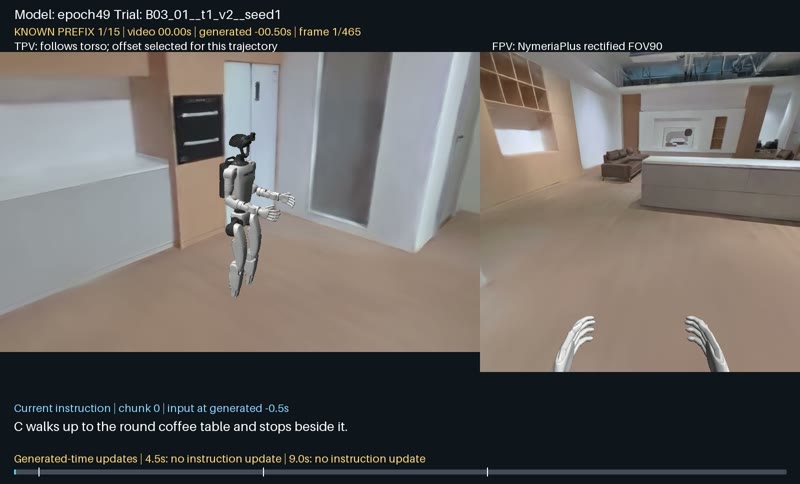 Model: epoch49 Trial: B03_01__t1_v2__seed1
KNOWN PREFIX 1/15 | video 00.00s | generated -00.50s | frame 1/465
TPV: follows torso; offset selected for this trajectory
FPV: NymeriaPlus rectified FOV90
Current instruction | chunk 0 | input at generated -0.5s
C walks up to the round coffee table and stops beside it.
Generated-time updates | 4.5s: no instruction update | 9.0s: no instruction update